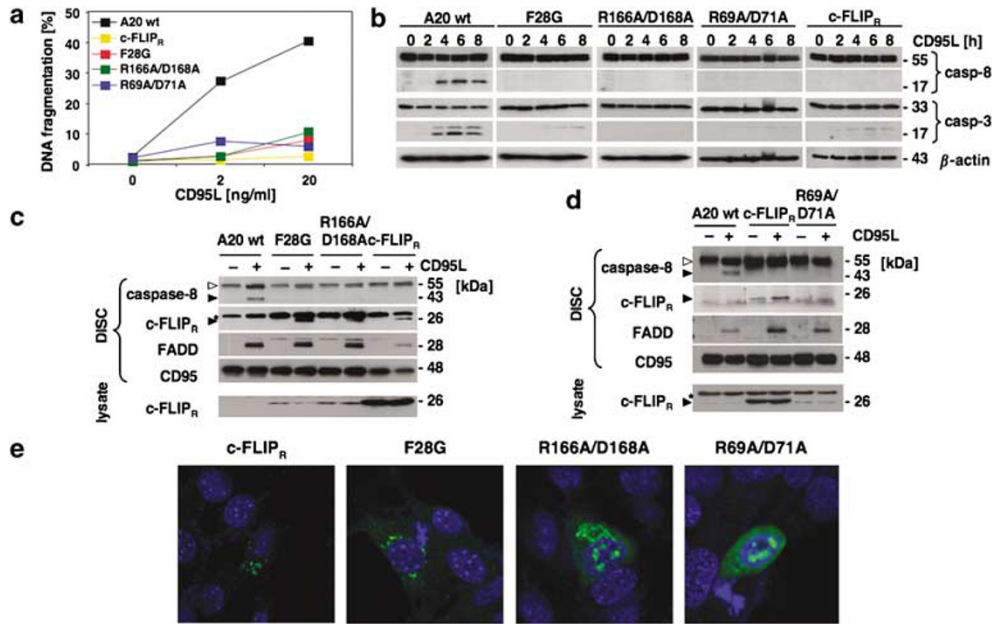 a
DNA fragmentation [%]
50
40
30
20
10
0
A20 wt
c-FLIPR
F28G
R166A/D168A
R69A/D71A
0 2 20
CD95L [ng/ml]
b
A20 wt F28G R166A/D168A R69A/D71A c-FLIPR
0 2 4 6 8 0 2 4 6 8 0 2 4 6 8 0 2 4 6 8 0 2 4 6 8 CD95L [h]
- 55
casp-8
- 17
- 33
casp-3
- 17
- 43 β-actin
c
A20 wt F28G R166A/D168A c-FLIPR
– + – + – + – + CD95L
caspase-8 - 55 [kDa]
- 43
c-FLIPR - 26
FADD - 28
CD95 - 48
DISC
c-FLIPR - 26
lysate
d
A20 wt c-FLIPR R69A/D71A
– + – + – + CD95L
caspase-8 - 55 [kDa]
- 43
c-FLIPR - 26
FADD - 28
CD95 - 48
DISC
c-FLIPR - 26
lysate
e
c-FLIPR F28G R166A/D168A R69A/D71A